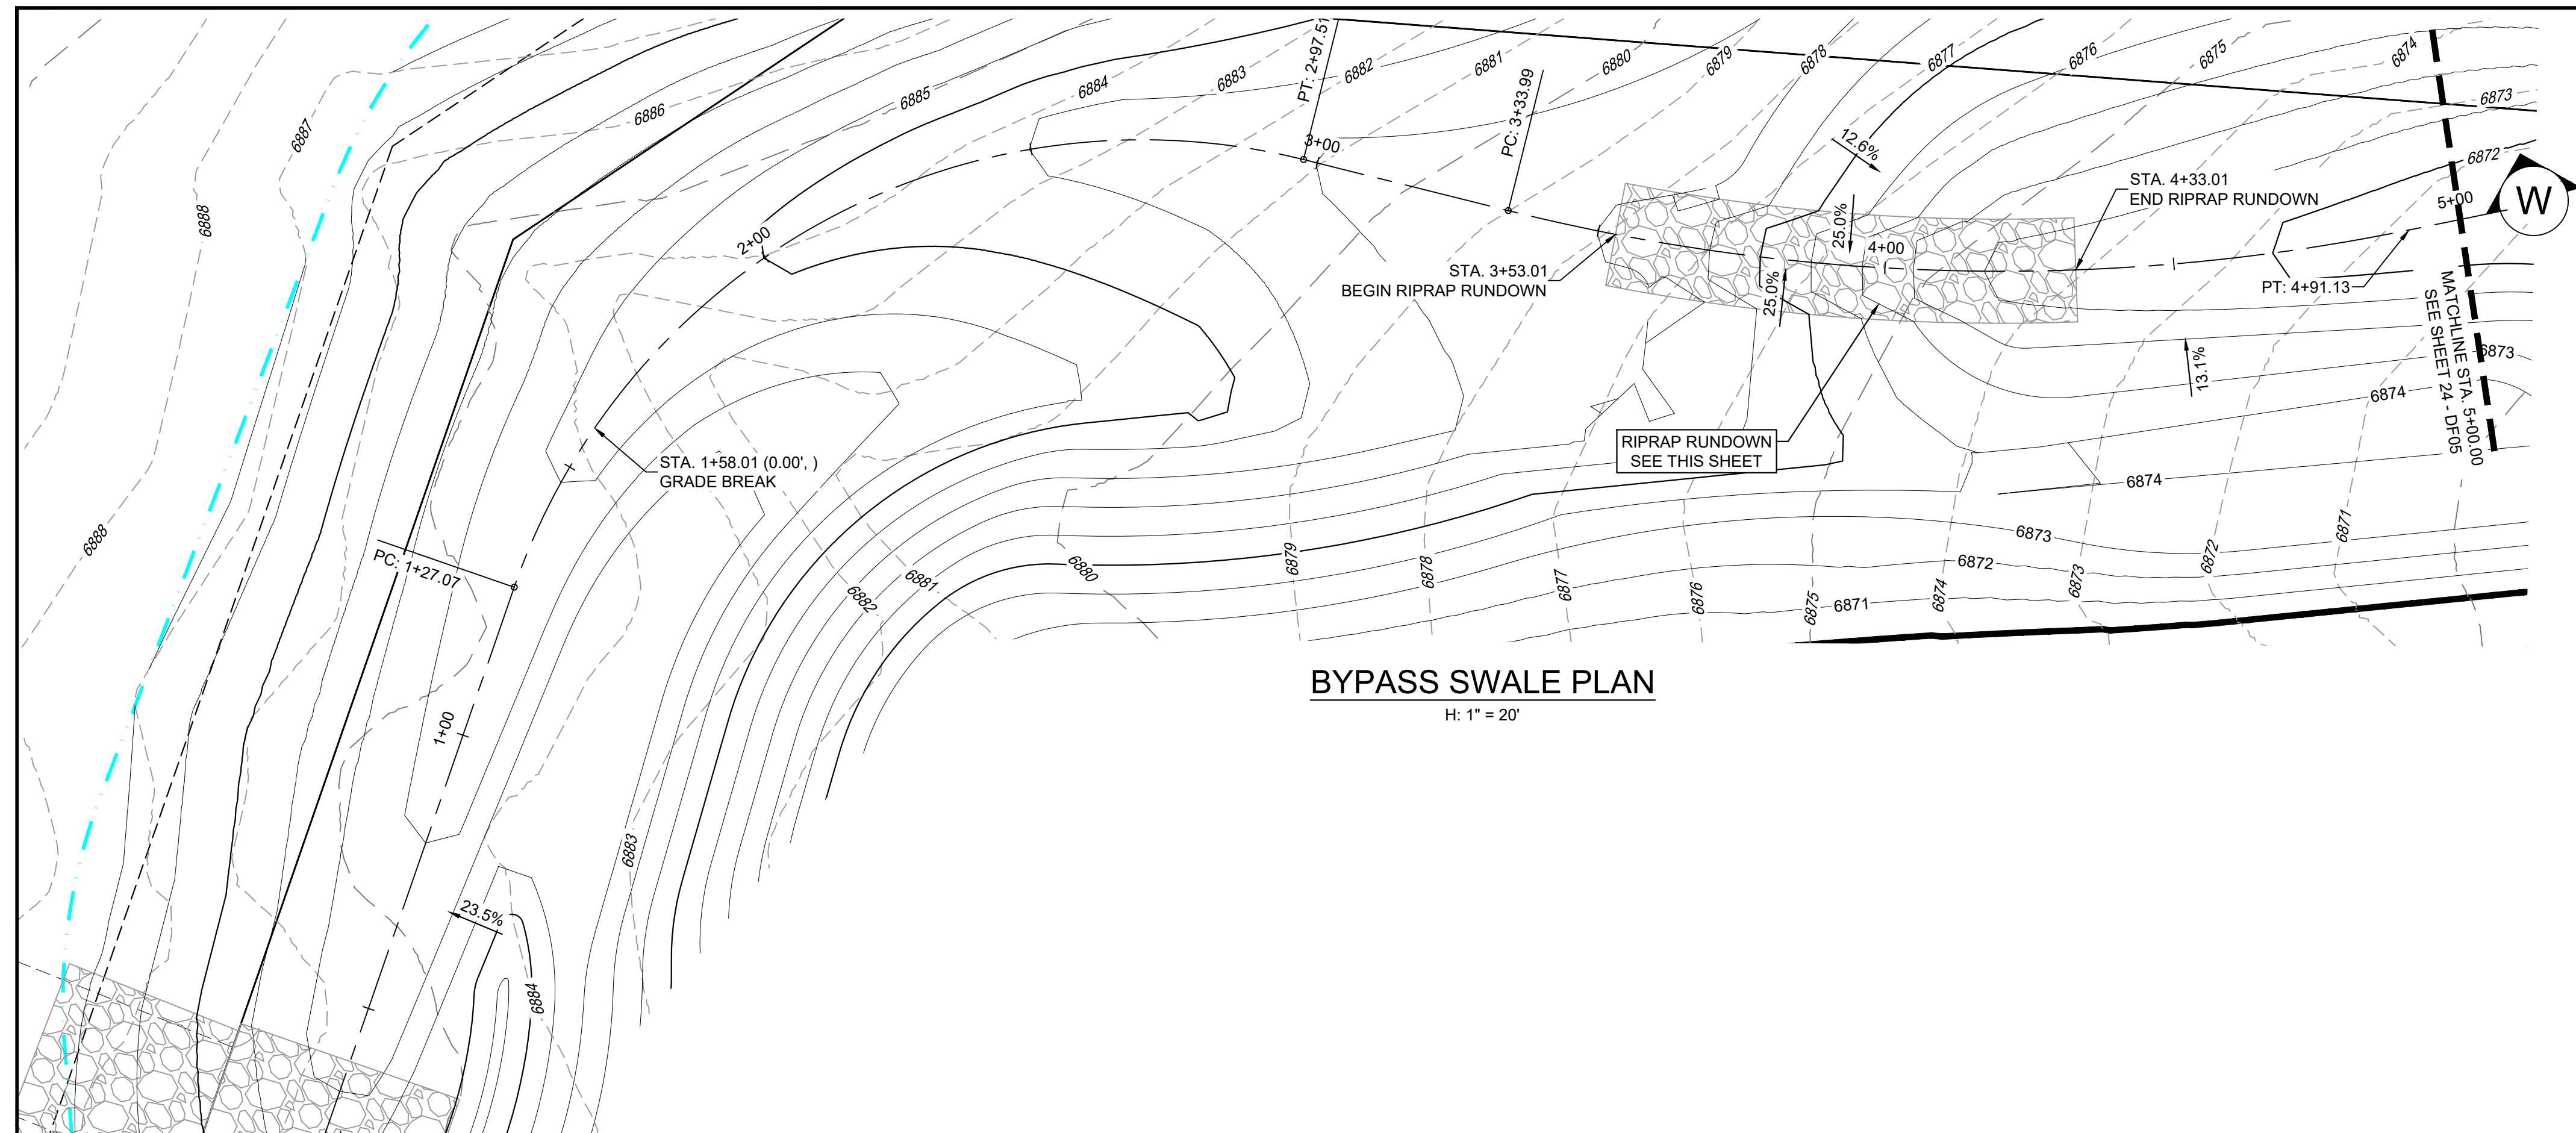 6887
6888
6888
6886
6885
6884
6883
6882
6881
6880
6879
6878
6877
6876
6875
6874
6873
6872
PT: 2+97.51
PC: 3+33.99
3+00
2+00
12.6%
25.0%
25.0%
4+00
STA. 4+33.01
END RIPRAP RUNDOWN
5+00
W
STA. 3+53.01
BEGIN RIPRAP RUNDOWN
PT: 4+91.13
MATCHLINE STA. 5+00.00
SEE SHEET 24 - DF05
6873
13.1%
6874
STA. 1+58.01 (0.00', )
GRADE BREAK
RIPRAP RUNDOWN
SEE THIS SHEET
6874
6873
6872
6871
PC: 1+27.07
6882
6881
6880
6879
6878
6877
6876
6875
6874
6873
6872
6871
1+00
BYPASS SWALE PLAN
H: 1" = 20'
6883
23.5%
6884